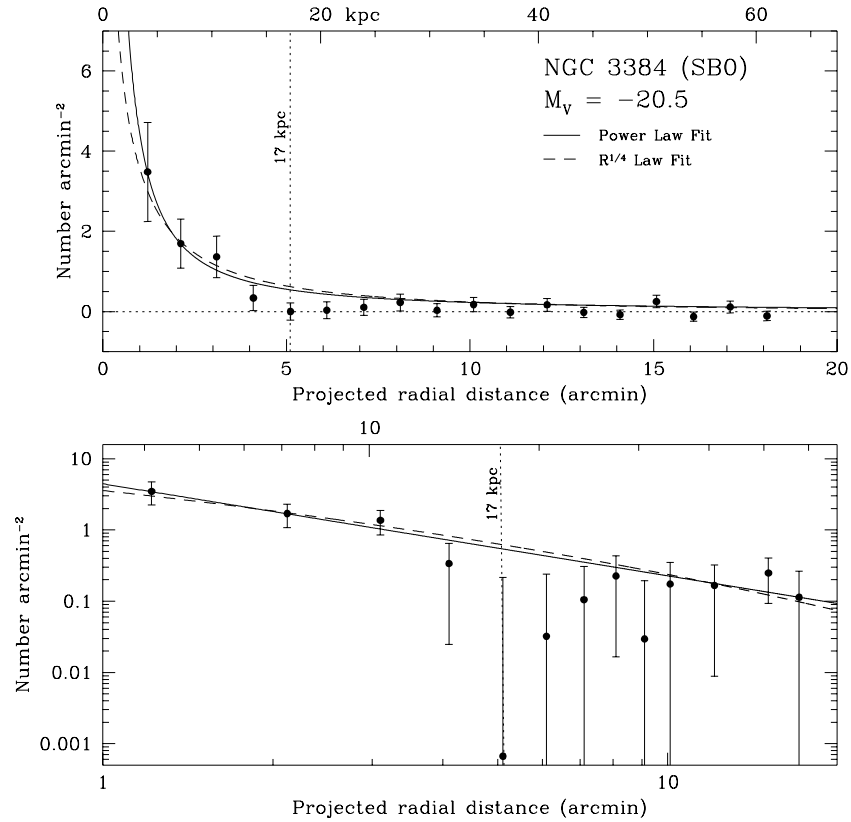 0 20 kpc 40 60
NGC 3384 (SB0)
M_V = −20.5
Power Law Fit
R^1/4 Law Fit
17 kpc
Number arcmin⁻²
6
4
2
0
0 5 10 15 20
Projected radial distance (arcmin)
10
17 kpc
Number arcmin⁻²
10
1
0.1
0.01
0.001
1 10
Projected radial distance (arcmin)